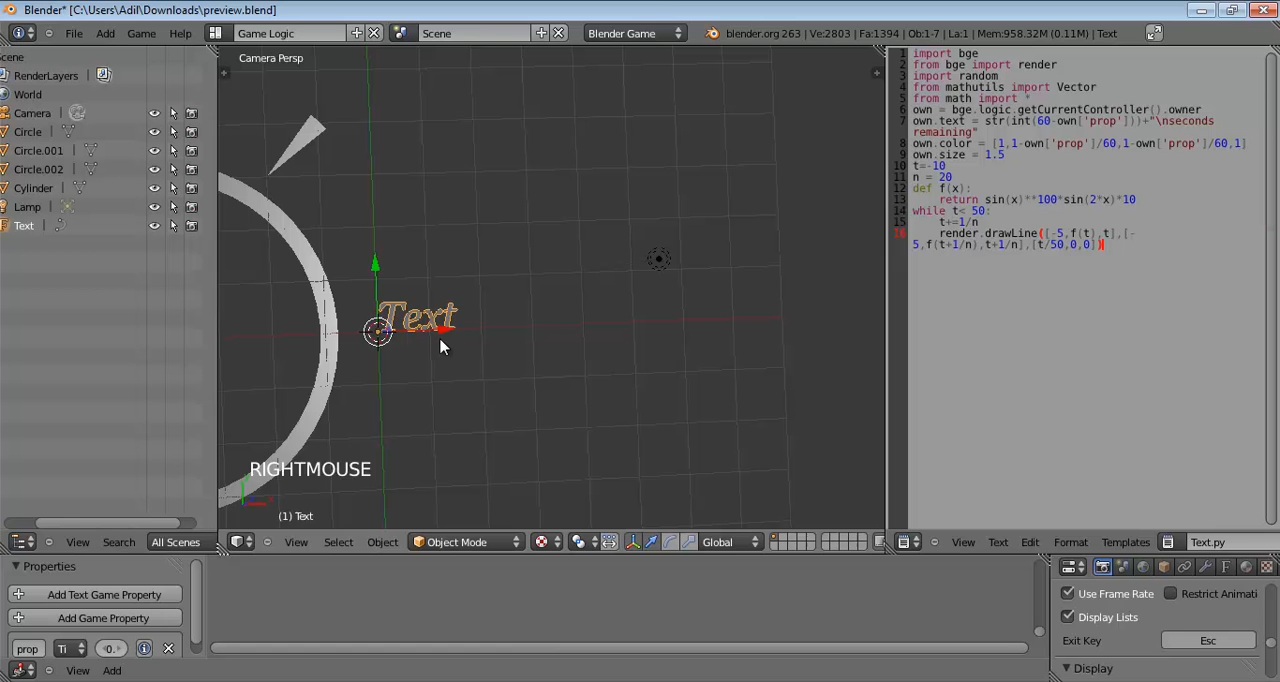 Blender* [C:\Users\Adil\Downloads\preview.blend]
File Add Game Help Game Logic Scene Blender Game blender.org 263 | Ve:2803 | Fa:1394 | Ob:1-7 | La:1 | Mem:958.32M (0.11M) | Text
cene
RenderLayers
World
Camera
Circle
Circle.001
Circle.002
Cylinder
Lamp
Text
View Search All Scenes
Camera Persp
Text
RIGHTMOUSE
(1) Text
View Select Object Object Mode Global
1 import bge
2 from bge import render
3 import random
4 from mathutils import Vector
5 from math import *
6 own = bge.logic.getCurrentController().owner
7 own.text = str(int(60-own['prop']))+"\nseconds
remaining"
8 own.color = [1,1-own['prop']/60,1-own['prop']/60,1]
9 own.size = 1.5
10 t=-10
11 n = 20
12 def f(x):
13 return sin(x)**100*sin(2*x)*10
14 while t< 50:
15 t+=1/n
16 render.drawLine([-5,f(t),t],[-
5,f(t+1/n),t+1/n],[t/50,0,0])
View Text Edit Format Templates Text.py
Properties
Add Text Game Property
Add Game Property
prop Ti 0.
View Add
Use Frame Rate Restrict Animati
Display Lists
Exit Key Esc
Display